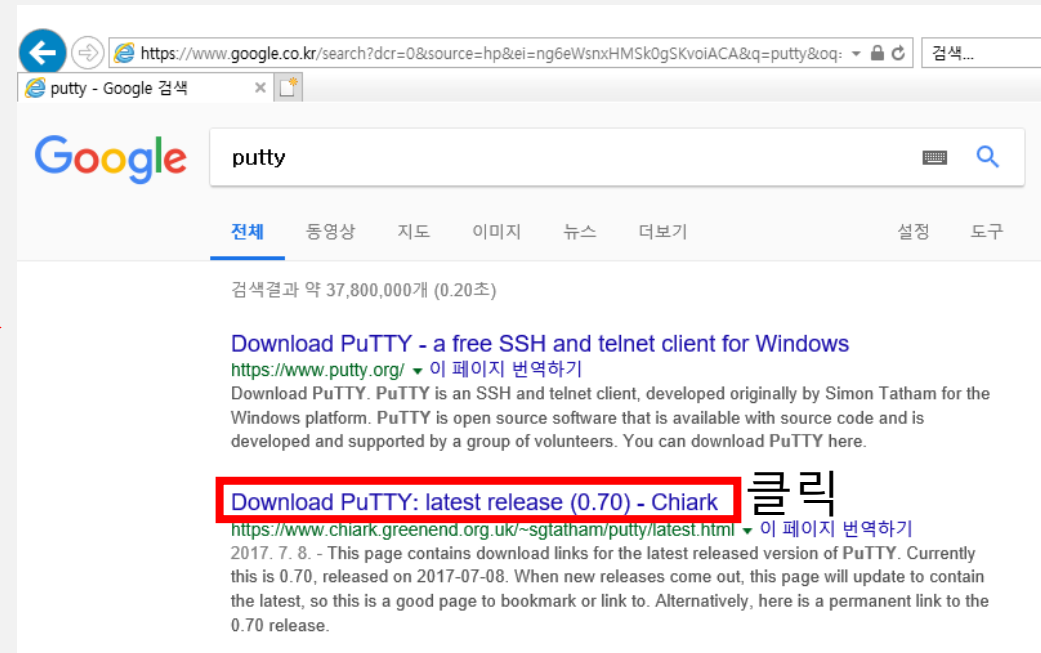 https://www.google.co.kr/search?dcr=0&source=hp&ei=ng6eWsnxHMSk0gSKvoiACA&q=putty&oq= 검색...
putty - Google 검색
Google putty
전체 동영상 지도 이미지 뉴스 더보기 설정 도구
검색결과 약 37,800,000개 (0.20초)
Download PuTTY - a free SSH and telnet client for Windows
https://www.putty.org/ 이 페이지 번역하기
Download PuTTY. PuTTY is an SSH and telnet client, developed originally by Simon Tatham for the
Windows platform. PuTTY is open source software that is available with source code and is
developed and supported by a group of volunteers. You can download PuTTY here.
Download PuTTY: latest release (0.70) - Chiark 클릭
https://www.chiark.greenend.org.uk/~sgtatham/putty/latest.html 이 페이지 번역하기
2017. 7. 8. - This page contains download links for the latest released version of PuTTY. Currently
this is 0.70, released on 2017-07-08. When new releases come out, this page will update to contain
the latest, so this is a good page to bookmark or link to. Alternatively, here is a permanent link to the
0.70 release.